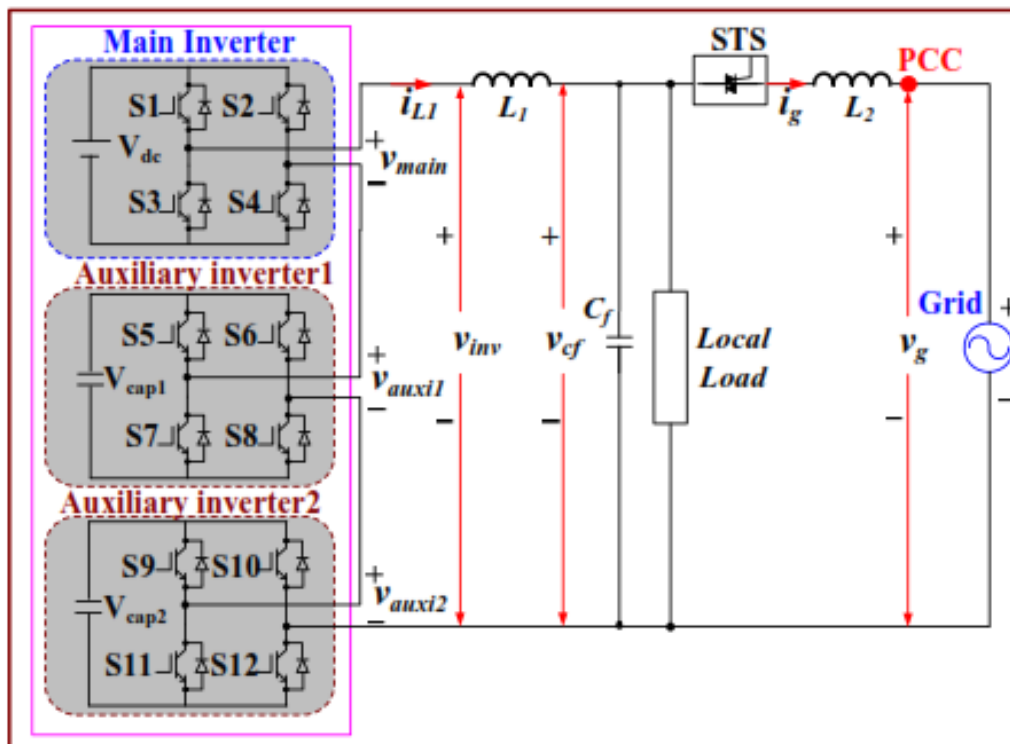 Main Inverter
S1
S2
V_dc
S3
S4
+
v_main
−
Auxiliary inverter1
S5
S6
V_cap1
S7
S8
+
v_auxi1
−
Auxiliary inverter2
S9
S10
V_cap2
S11
S12
+
v_auxi2
−
i_L1
L_1
STS
i_g
L_2
PCC
+
v_inv
−
+
v_cf
−
C_f
Local
Load
+
v_g
−
Grid
+
−